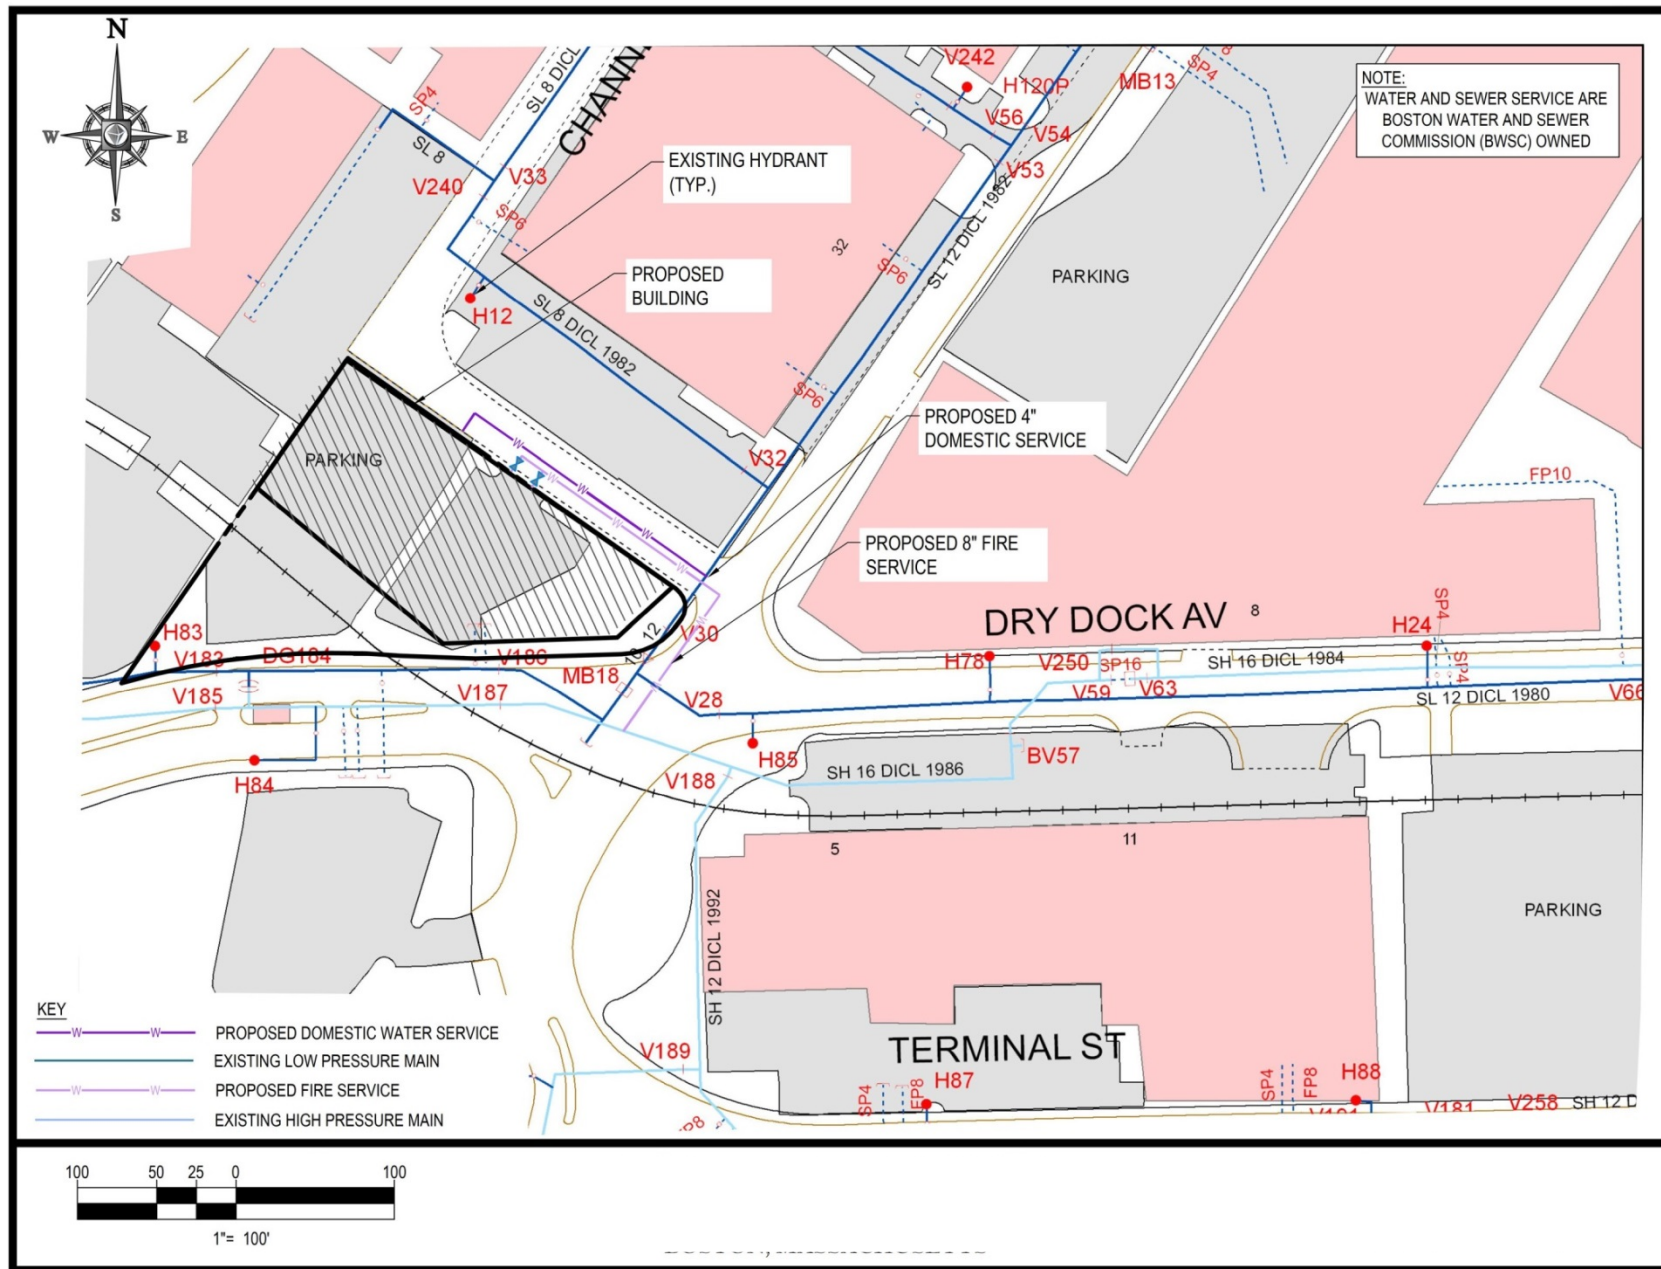 N
W
E
S
NOTE:
WATER AND SEWER SERVICE ARE
BOSTON WATER AND SEWER
COMMISSION (BWSC) OWNED
V242
H120P
MB13
SP4
V56
V54
V53
SL 8 DICL
CHANN
SP4
SL 8
V240
V33
SP6
EXISTING HYDRANT
(TYP.)
32
SP6
SL 12 DICL 1982
PARKING
PROPOSED
BUILDING
H12
SL 8 DICL 1982
SP6
PROPOSED 4"
DOMESTIC SERVICE
PARKING
V32
W
W
W
W
W
W
W
FP10
PROPOSED 8" FIRE
SERVICE
DRY DOCK AV
8
SP4
H24
H83
V183
DG184
V186
V30
12
MB18
H78
V250
SP16
SH 16 DICL 1984
SP4
V185
V187
V28
V59
V63
SL 12 DICL 1980
V66
H84
V188
H85
SH 16 DICL 1986
BV57
5
11
SH 12 DICL 1992
PARKING
TERMINAL ST
V189
SP4
FP8
H87
SP4
FP8
H88
V181
V258
SH 12 D
KEY
W W PROPOSED DOMESTIC WATER SERVICE
EXISTING LOW PRESSURE MAIN
W W PROPOSED FIRE SERVICE
EXISTING HIGH PRESSURE MAIN
100 50 25 0 100
1"= 100'